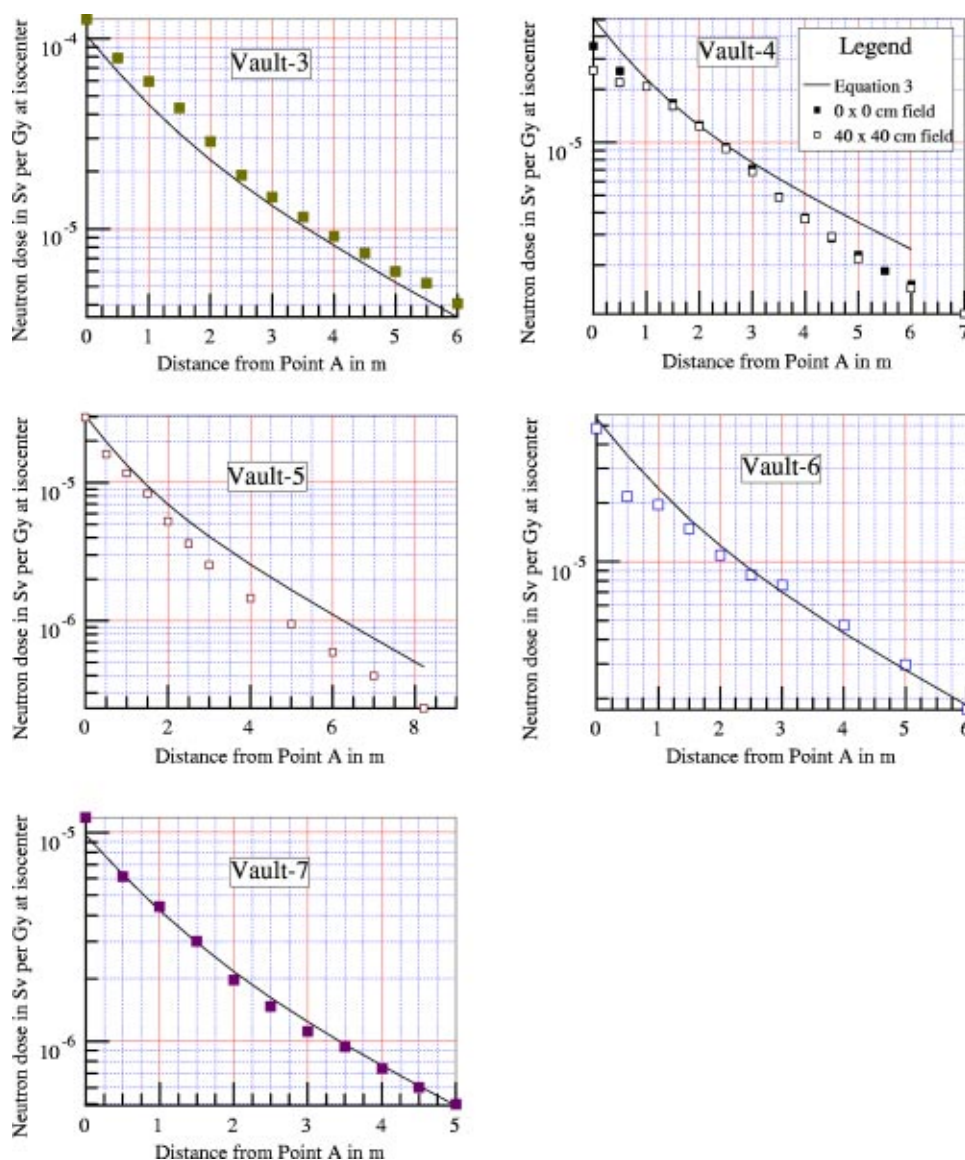 Neutron dose in Sv per Gy at isocenter
10-4
10-5
Vault-3
0 1 2 3 4 5 6
Distance from Point A in m
Neutron dose in Sv per Gy at isocenter
10-5
Vault-4
Legend
Equation 3
0 x 0 cm field
40 x 40 cm field
0 1 2 3 4 5 6 7
Distance from Point A in m
Neutron dose in Sv per Gy at isocenter
10-5
10-6
Vault-5
0 2 4 6 8
Distance from Point A in m
Neutron dose in Sv per Gy at isocenter
10-5
Vault-6
0 1 2 3 4 5 6
Distance from Point A in m
Neutron dose in Sv per Gy at isocenter
10-5
10-6
Vault-7
0 1 2 3 4 5
Distance from Point A in m